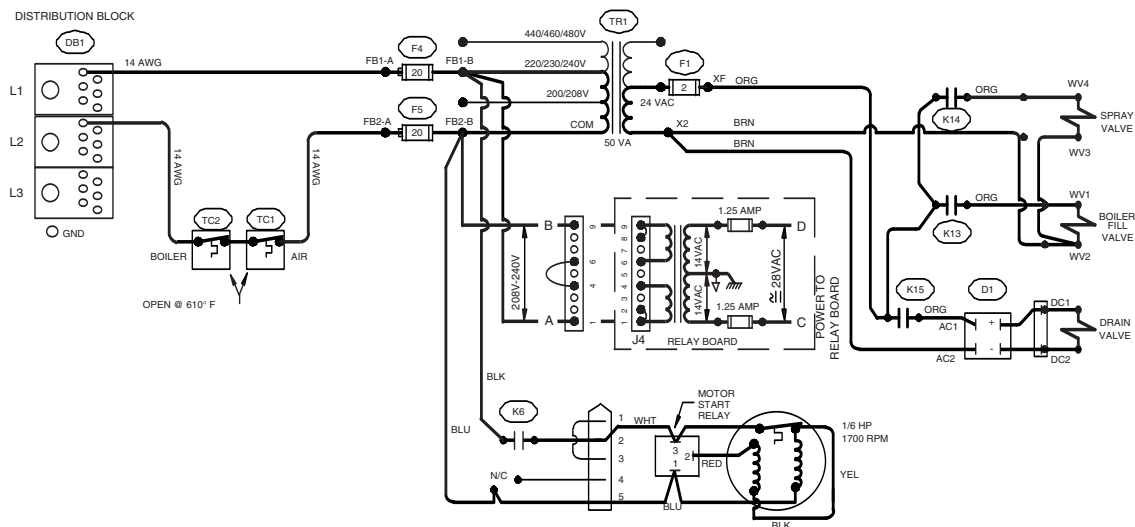 DISTRIBUTION BLOCK
DB1
L1
L2
L3
GND
14 AWG
14 AWG
14 AWG
TC2
TC1
BOILER
AIR
OPEN @ 610° F
FB1-A
F4
20
FB1-B
FB2-A
F5
20
FB2-B
440/460/480V
220/230/240V
200/208V
COM
TR1
50 VA
24 VAC
F1
2
XF
ORG
X2
BRN
BRN
K14
ORG
WV4
SPRAY
VALVE
WV3
K13
ORG
WV1
BOILER
FILL
VALVE
WV2
K15
ORG
AC1
AC2
D1
+
-
DC1
DRAIN
VALVE
DC2
B
A
208V-240V
9
6
4
1
9
8
7
6
5
4
3
2
1
J4
14VAC
14VAC
1.25 AMP
1.25 AMP
RELAY BOARD
D
C
≅28VAC
POWER TO
RELAY BOARD
BLK
BLU
K6
N/C
1
2
3
4
5
WHT
MOTOR
START
RELAY
3
2
1
RED
BLU
BLK
YEL
1/6 HP
1700 RPM